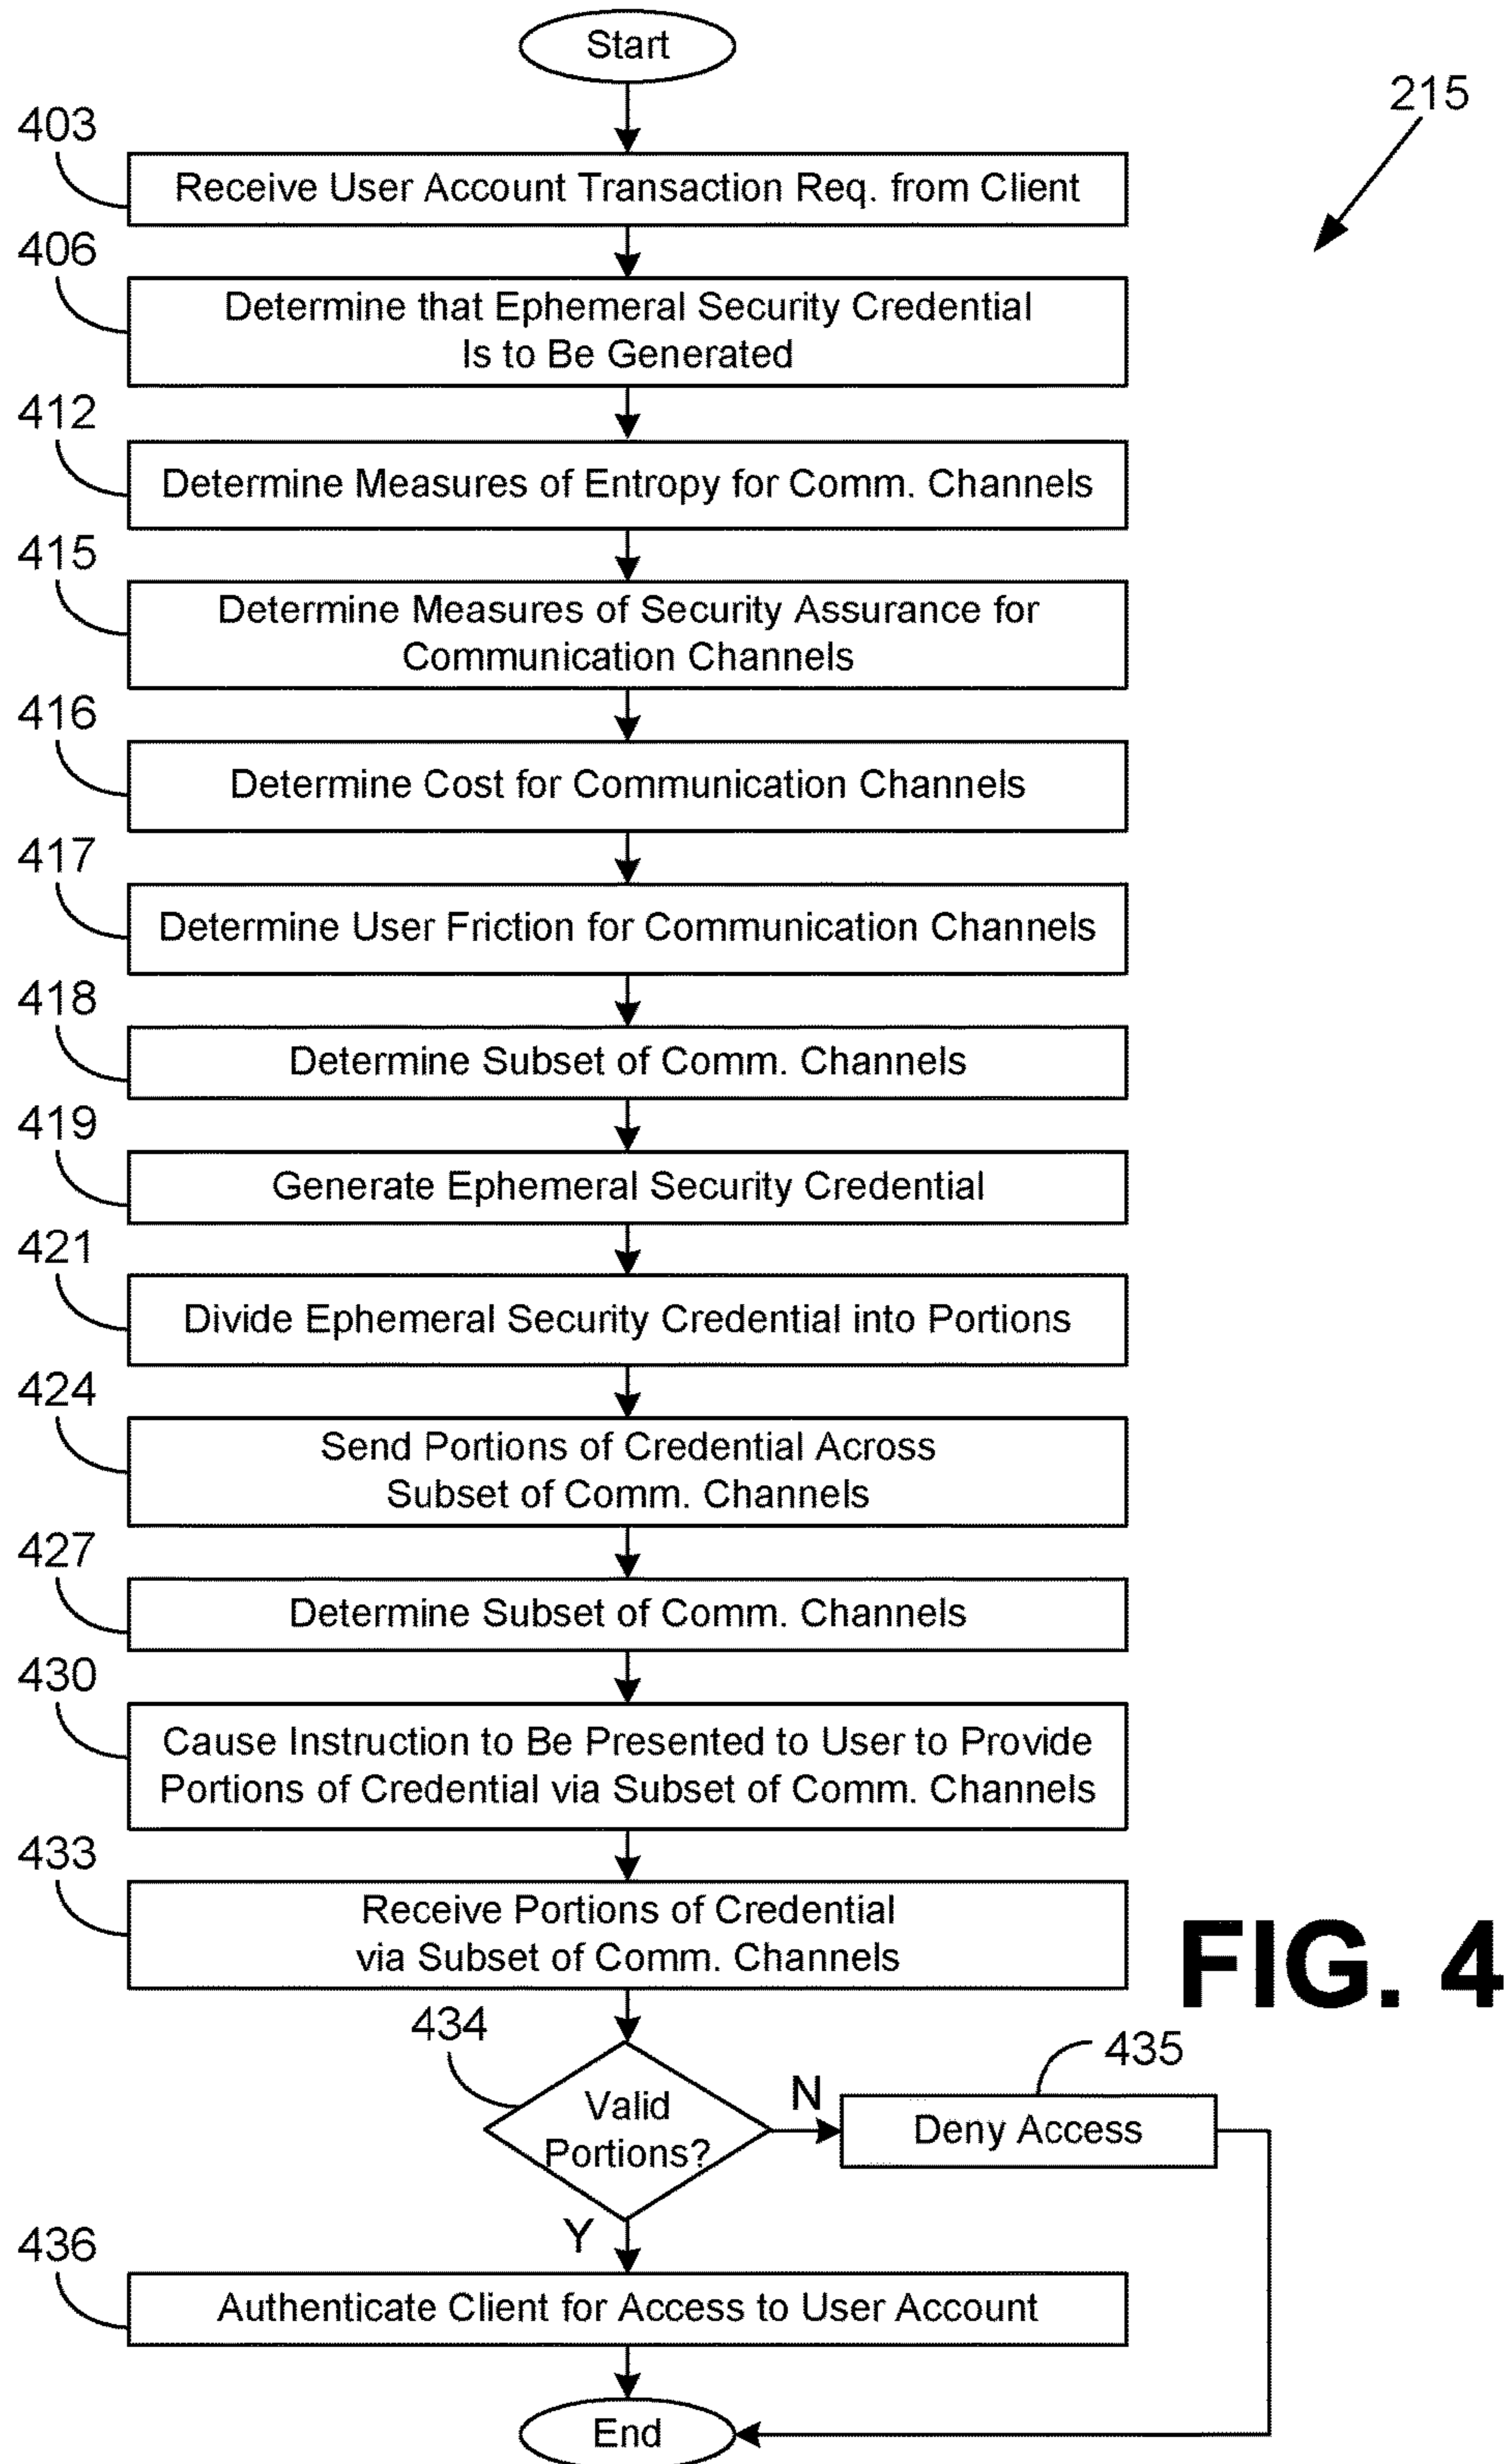 Start
215
403
Receive User Account Transaction Req. from Client
406
Determine that Ephemeral Security Credential
Is to Be Generated
412
Determine Measures of Entropy for Comm. Channels
415
Determine Measures of Security Assurance for
Communication Channels
416
Determine Cost for Communication Channels
417
Determine User Friction for Communication Channels
418
Determine Subset of Comm. Channels
419
Generate Ephemeral Security Credential
421
Divide Ephemeral Security Credential into Portions
424
Send Portions of Credential Across
Subset of Comm. Channels
427
Determine Subset of Comm. Channels
430
Cause Instruction to Be Presented to User to Provide
Portions of Credential via Subset of Comm. Channels
433
Receive Portions of Credential
via Subset of Comm. Channels
FIG. 4
434
Valid
Portions?
N
435
Deny Access
Y
436
Authenticate Client for Access to User Account
End